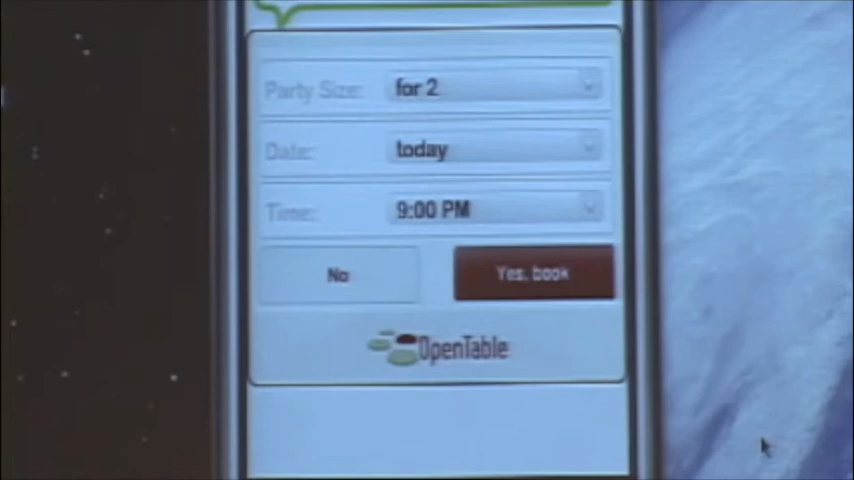 Party Size: for 2
Date: today
Time: 9:00 PM
No Yes, book
OpenTable